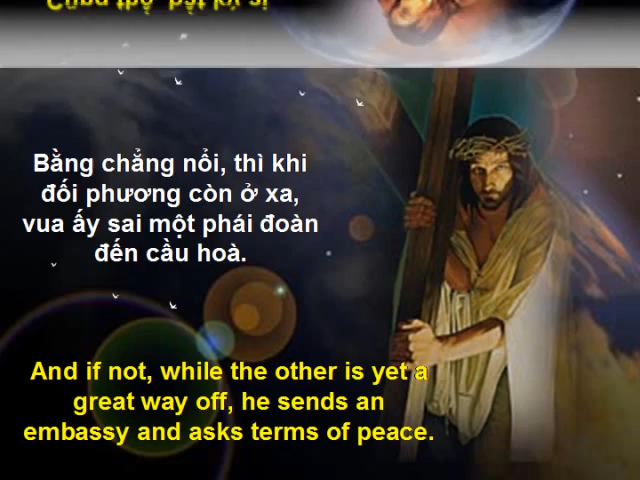 Bằng chẳng nổi, thì khi
đối phương còn ở xa,
vua ấy sai một phái đoàn
đến cầu hoà.
And if not, while the other is yet a
great way off, he sends an
embassy and asks terms of peace.